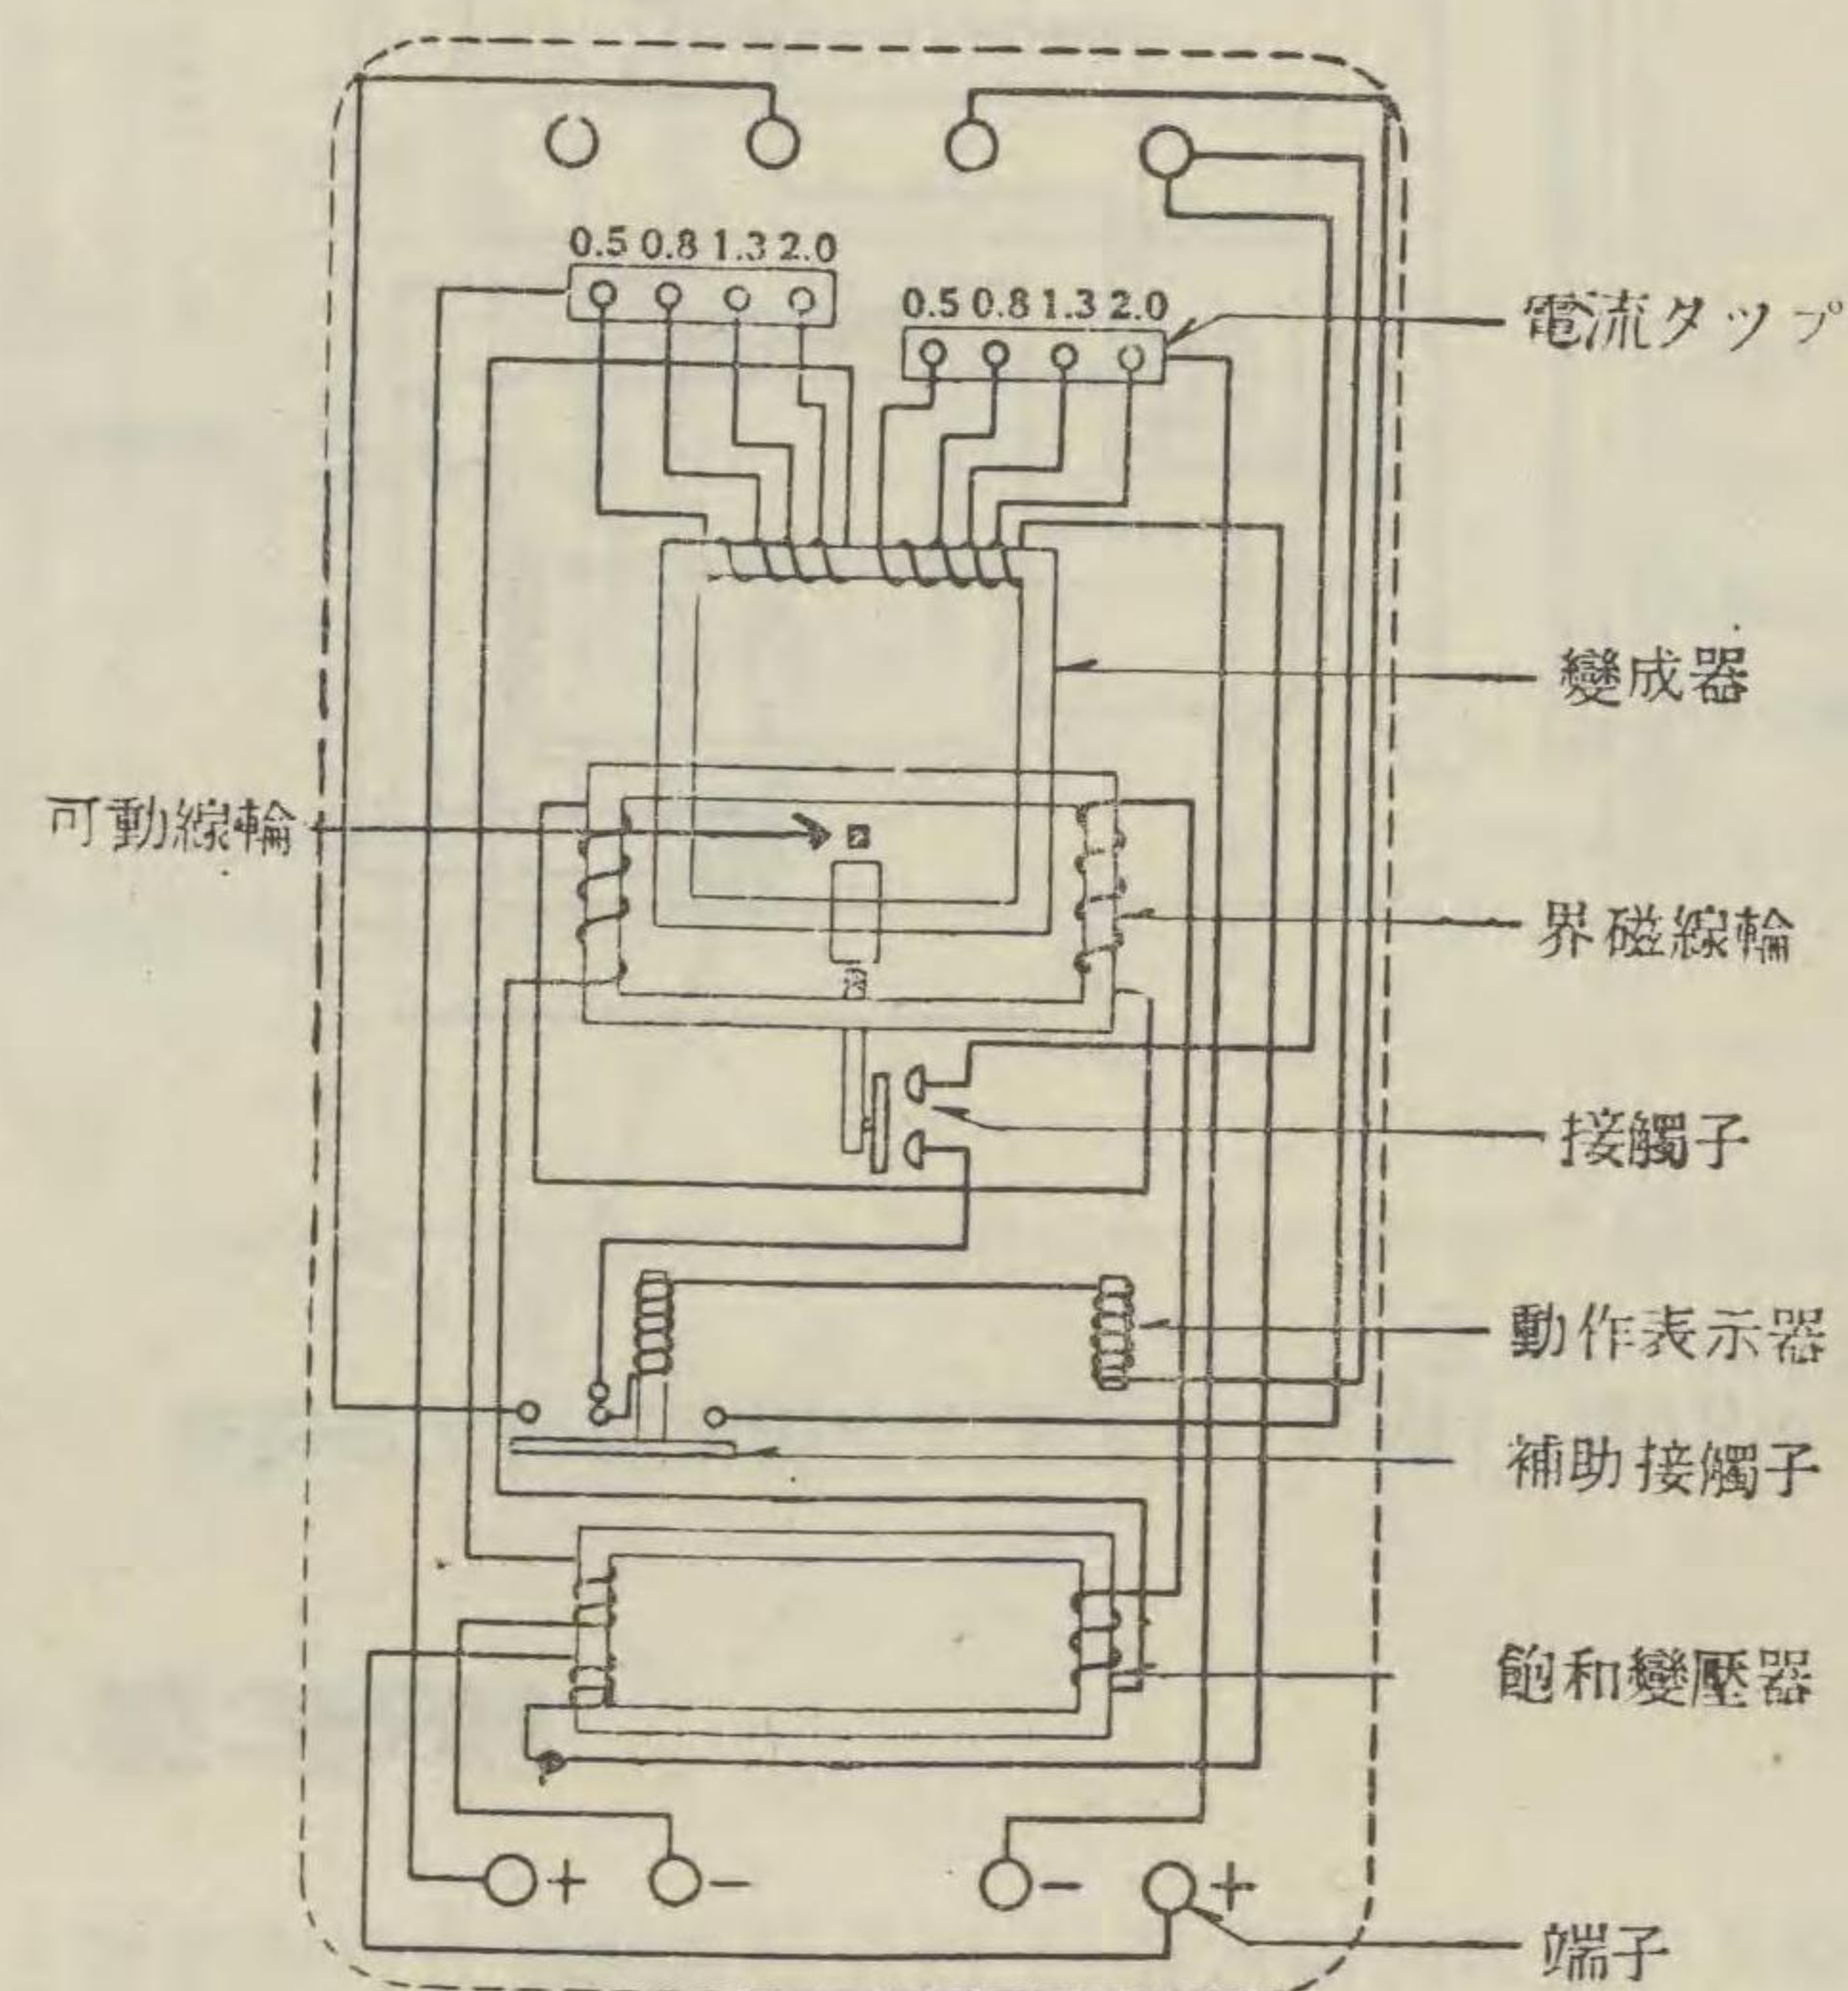 0.5 0.8 1.3 2.0
0.5 0.8 1.3 2.0
電流タップ
變成器
可動線輪
界磁線輪
接觸子
動作表示器
補助接觸子
飽和變壓器
+ − − +
端子